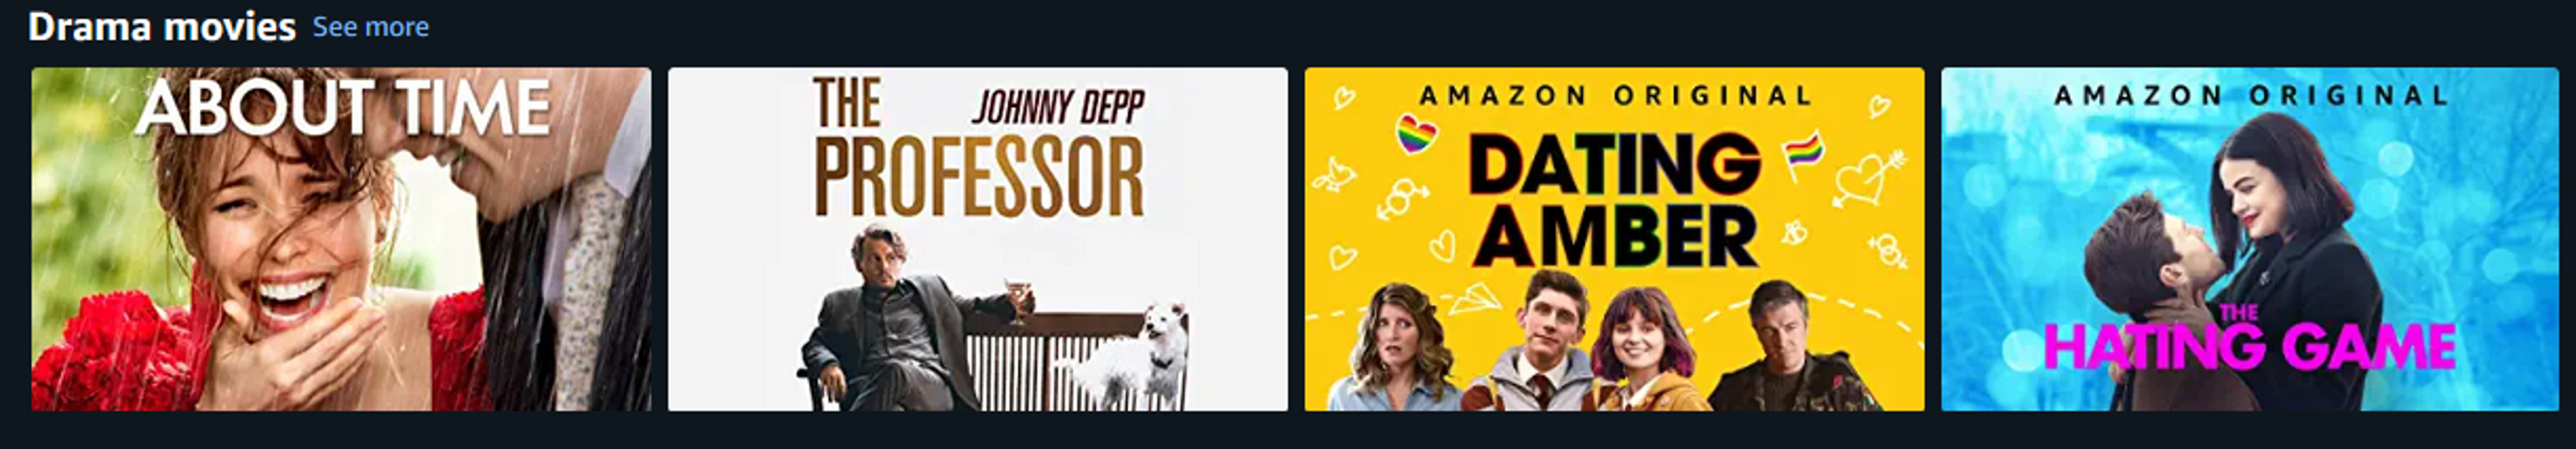 Drama movies See more
ABOUT TIME
THE
JOHNNY DEPP
PROFESSOR
AMAZON ORIGINAL
DATING
AMBER
AMAZON ORIGINAL
THE
HATING GAME